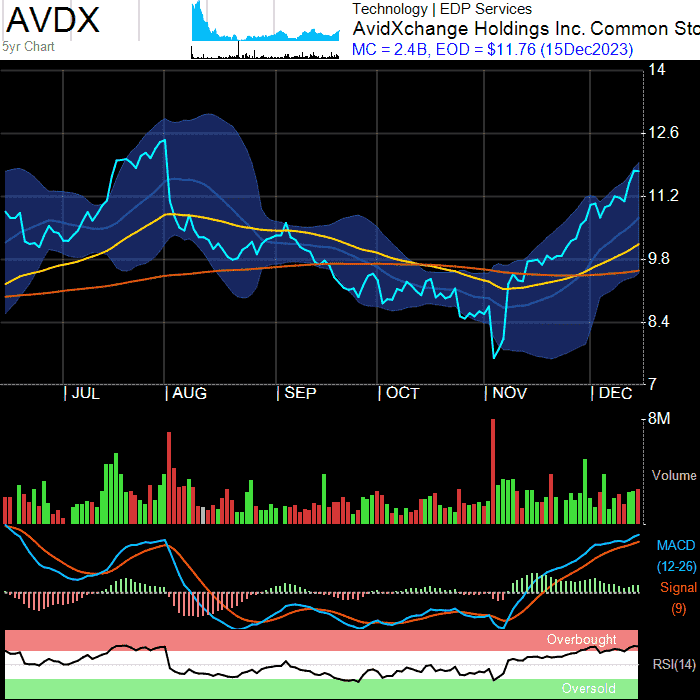 AVDX
5yr Chart
Technology | EDP Services
AvidXchange Holdings Inc. Common Sto
MC = 2.4B, EOD = $11.76 (15Dec2023)
14
12.6
11.2
9.8
8.4
7
| JUL | AUG | SEP | OCT | NOV | DEC
8M
Volume
MACD
(12-26)
Signal
(9)
Overbought
RSI(14)
Oversold